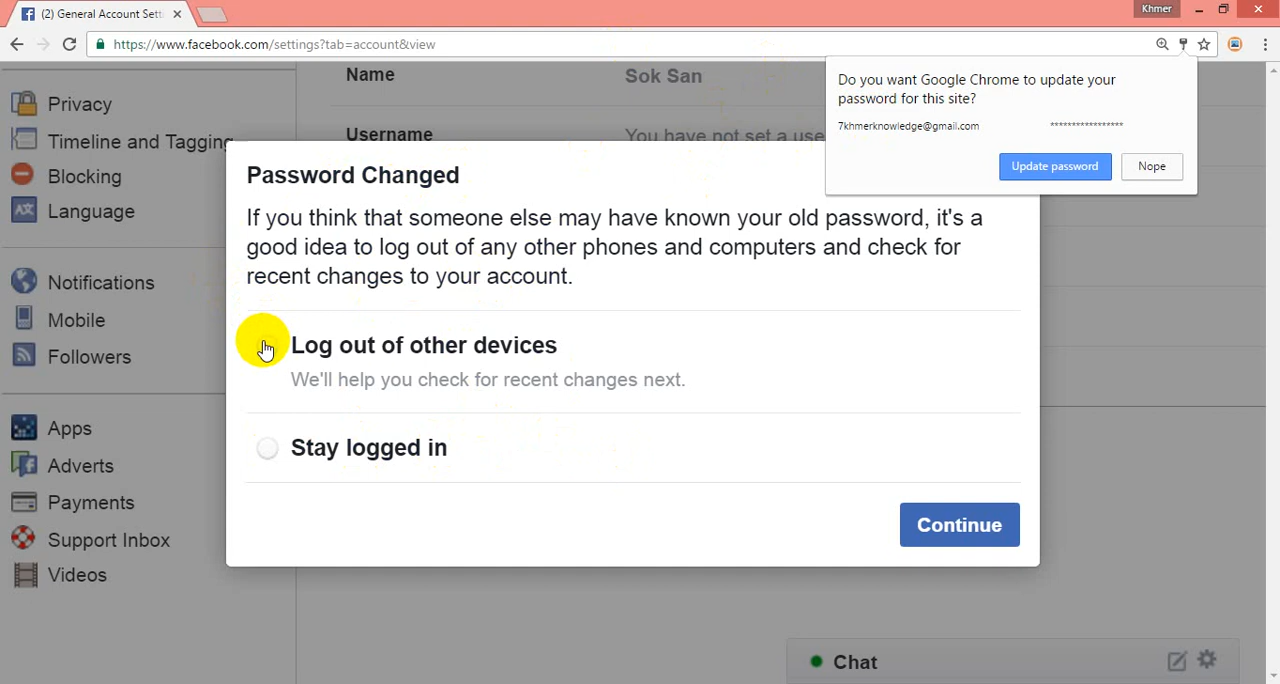 (2) General Account Sett
Khmer
https://www.facebook.com/settings?tab=account&view
Do you want Google Chrome to update your
password for this site?
7khmerknowledge@gmail.com *****************
Update password
Nope
Privacy
Timeline and Tagging
Blocking
Language
Notifications
Mobile
Followers
Apps
Adverts
Payments
Support Inbox
Videos
Name Sok San
Username You have not set a use
Password Changed
If you think that someone else may have known your old password, it's a
good idea to log out of any other phones and computers and check for
recent changes to your account.
Log out of other devices
We'll help you check for recent changes next.
Stay logged in
Continue
Chat